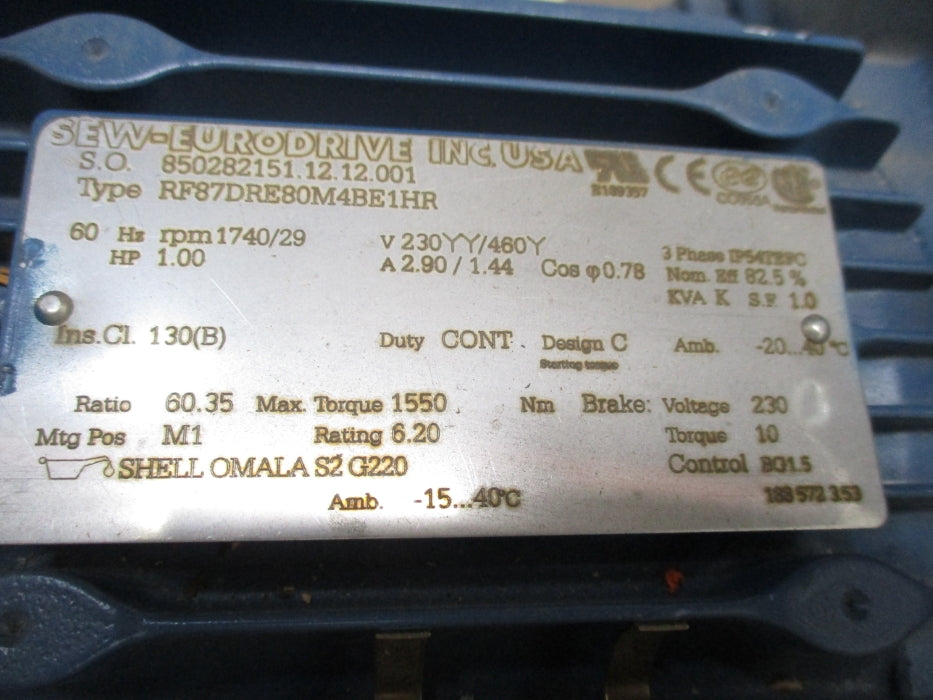 SEW-EURODRIVE INC. USA
S.O. 850282151.12.12.001
Type RF87DRE80M4BE1HR
60 Hz rpm 1740/29 V 230YY/460Y 3 Phase IP54TEFC
HP 1.00 A 2.90 / 1.44 Cos φ 0.78 Nom. Eff 82.5 %
KVA K S.F. 1.0
Ins.Cl. 130(B) Duty CONT. Design C Amb. -20...40 °C
Starting torque
Ratio 60.35 Max. Torque 1550 Nm Brake: Voltage 230
Mtg Pos M1 Rating 6.20 Torque 10
SHELL OMALA S2 G220 Control BG1.5
Amb. -15...40°C 188 572 3.53